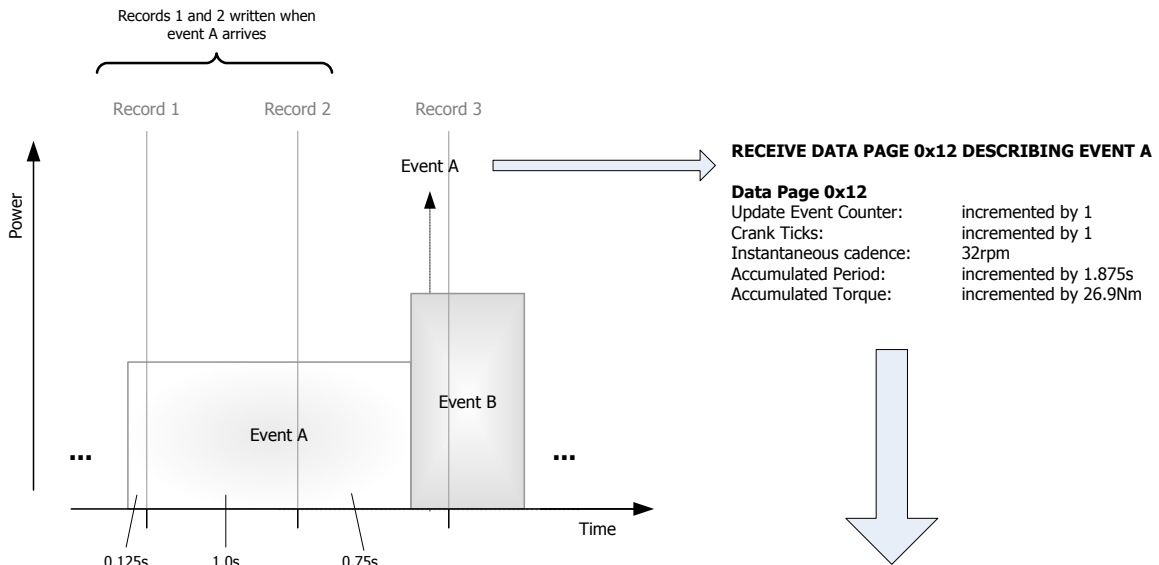 Records 1 and 2 written when
event A arrives
Record 1
Record 2
Record 3
Event A
RECEIVE DATA PAGE 0x12 DESCRIBING EVENT A
Data Page 0x12
Update Event Counter: incremented by 1
Crank Ticks: incremented by 1
Instantaneous cadence: 32rpm
Accumulated Period: incremented by 1.875s
Accumulated Torque: incremented by 26.9Nm
Power
Event B
Event A
...
...
Time
0.125s
1.0s
0.75s